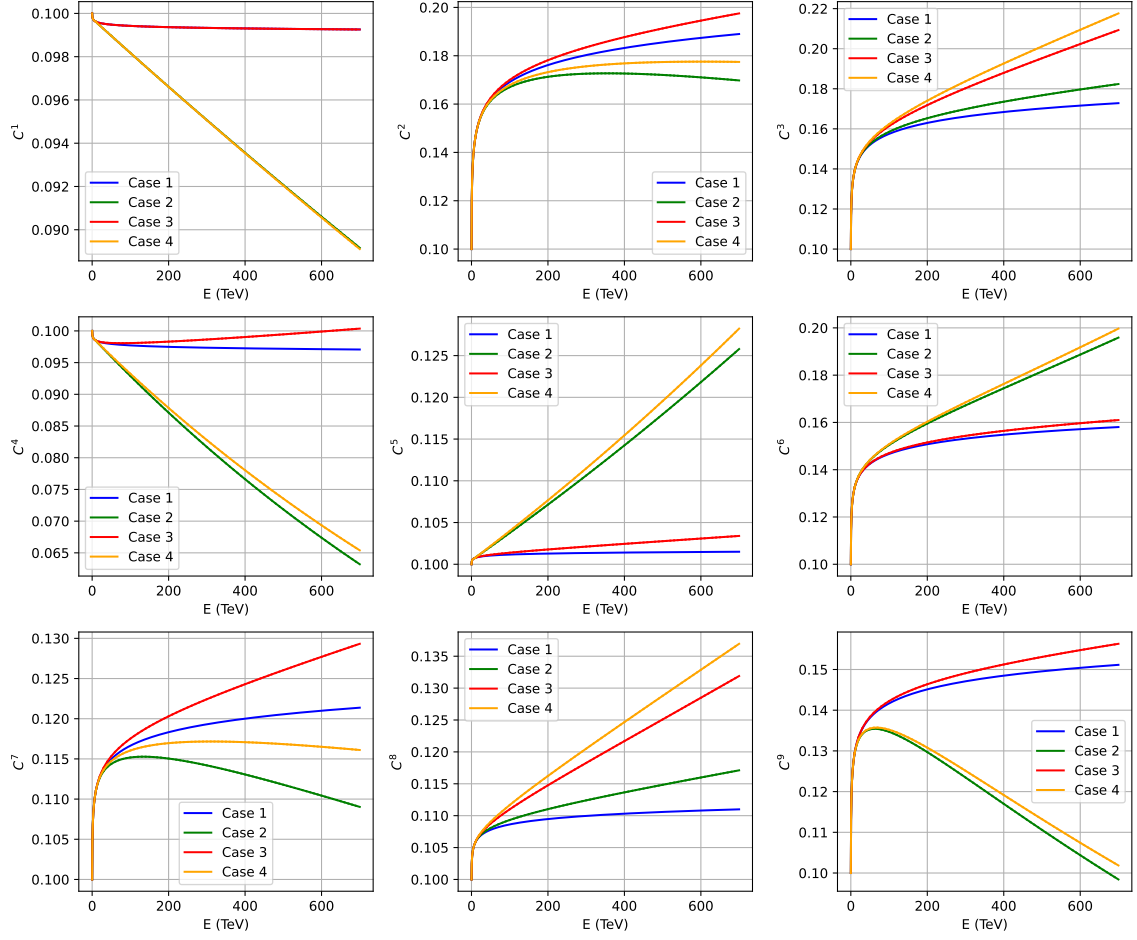 0.100
0.098
0.096
0.094
0.092
0.090
C¹
0 200 400 600
E (TeV)
Case 1
Case 2
Case 3
Case 4
0.20
0.18
0.16
0.14
0.12
0.10
C²
0 200 400 600
E (TeV)
Case 1
Case 2
Case 3
Case 4
0.22
0.20
0.18
0.16
0.14
0.12
0.10
C³
0 200 400 600
E (TeV)
Case 1
Case 2
Case 3
Case 4
0.100
0.095
0.090
0.085
0.080
0.075
0.070
0.065
C⁴
0 200 400 600
E (TeV)
Case 1
Case 2
Case 3
Case 4
0.125
0.120
0.115
0.110
0.105
0.100
C⁵
0 200 400 600
E (TeV)
Case 1
Case 2
Case 3
Case 4
0.20
0.18
0.16
0.14
0.12
0.10
C⁶
0 200 400 600
E (TeV)
Case 1
Case 2
Case 3
Case 4
0.130
0.125
0.120
0.115
0.110
0.105
0.100
C⁷
0 200 400 600
E (TeV)
Case 1
Case 2
Case 3
Case 4
0.135
0.130
0.125
0.120
0.115
0.110
0.105
0.100
C⁸
0 200 400 600
E (TeV)
Case 1
Case 2
Case 3
Case 4
0.15
0.14
0.13
0.12
0.11
0.10
C⁹
0 200 400 600
E (TeV)
Case 1
Case 2
Case 3
Case 4